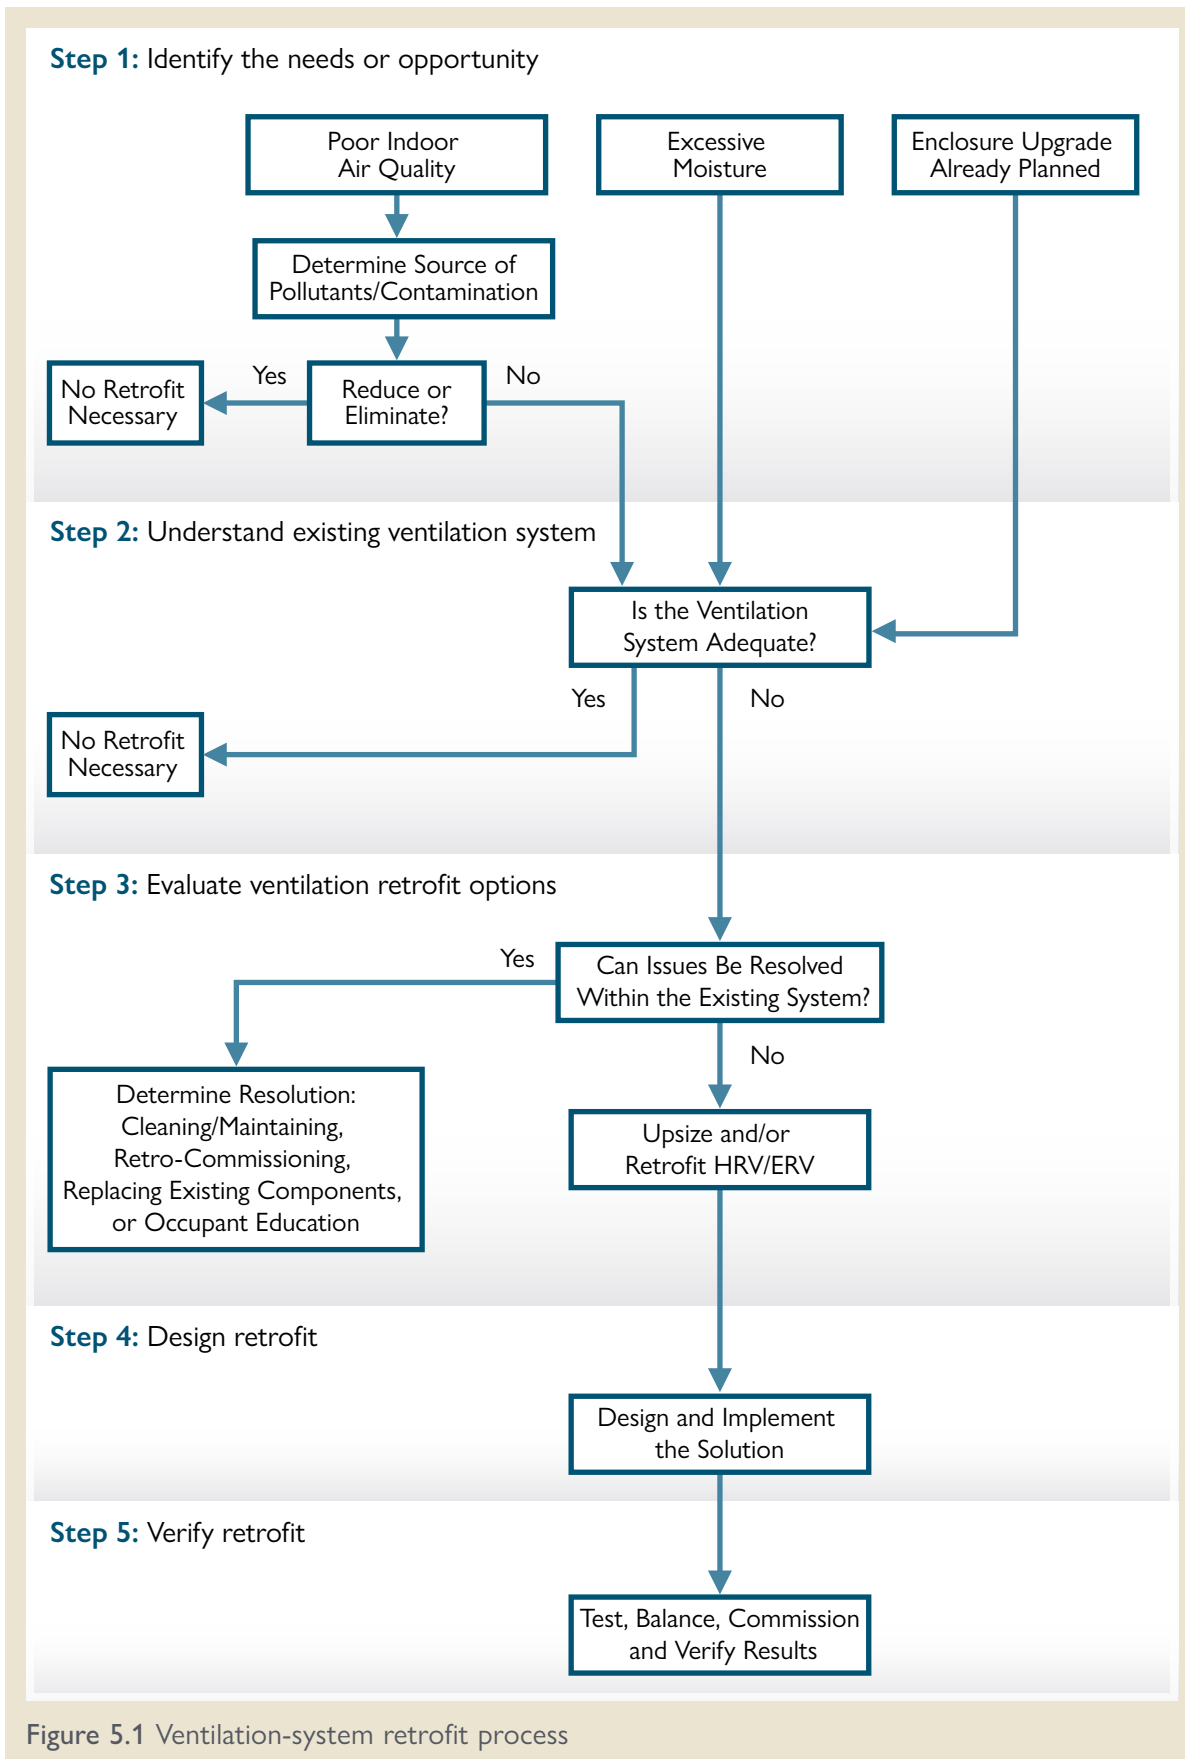 Step 1: Identify the needs or opportunity
Poor Indoor
Air Quality
Excessive
Moisture
Enclosure Upgrade
Already Planned
Determine Source of
Pollutants/Contamination
Yes
No
No Retrofit
Necessary
Reduce or
Eliminate?
Step 2: Understand existing ventilation system
Is the Ventilation
System Adequate?
Yes
No
No Retrofit
Necessary
Step 3: Evaluate ventilation retrofit options
Yes
Can Issues Be Resolved
Within the Existing System?
No
Determine Resolution:
Cleaning/Maintaining,
Retro-Commissioning,
Replacing Existing Components,
or Occupant Education
Upsize and/or
Retrofit HRV/ERV
Step 4: Design retrofit
Design and Implement
the Solution
Step 5: Verify retrofit
Test, Balance, Commission
and Verify Results
Figure 5.1 Ventilation-system retrofit process